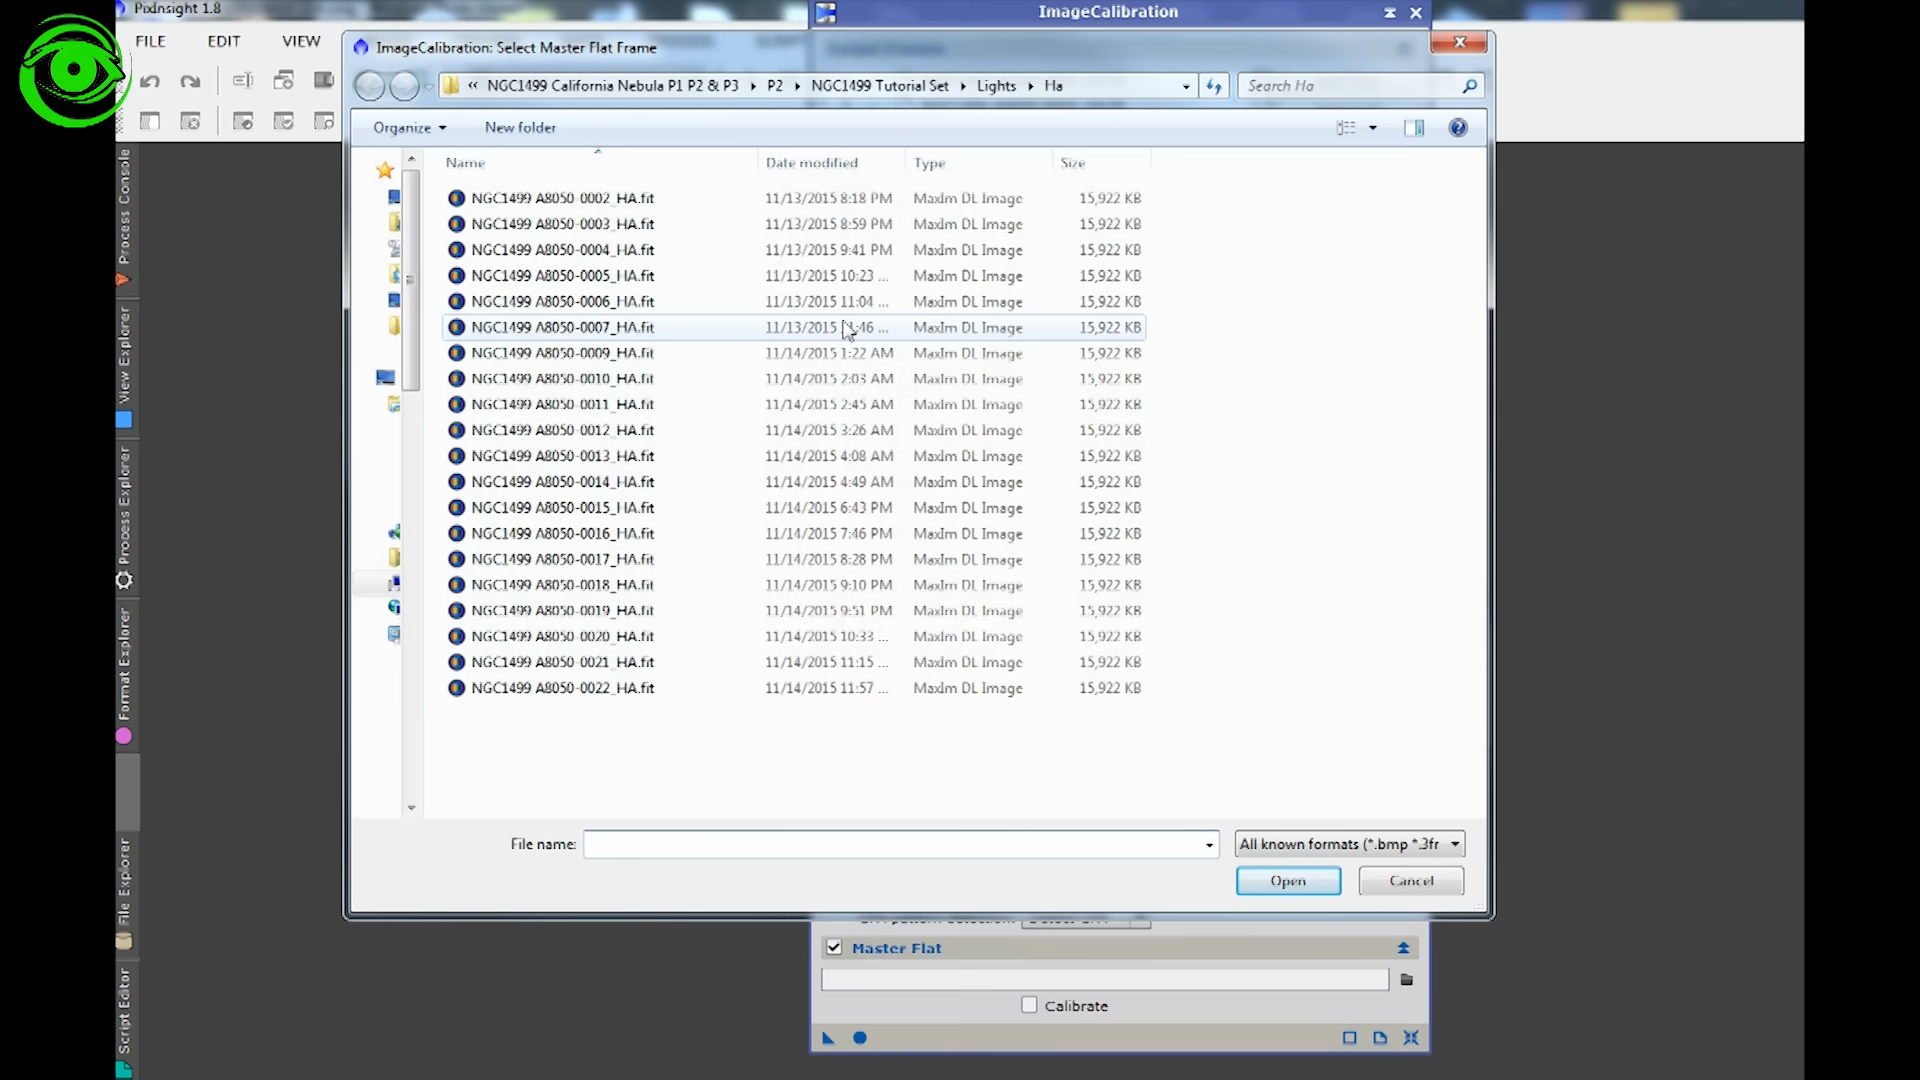 PixInsight 1.8
ImageCalibration
FILE EDIT VIEW
ImageCalibration: Select Master Flat Frame
« NGC1499 California Nebula P1 P2 & P3 P2 NGC1499 Tutorial Set Lights Ha
Search Ha
Organize New folder
Name Date modified Type Size
NGC1499 A8050-0002_HA.fit 11/13/2015 8:18 PM MaxIm DL Image 15,922 KB
NGC1499 A8050-0003_HA.fit 11/13/2015 8:59 PM MaxIm DL Image 15,922 KB
NGC1499 A8050-0004_HA.fit 11/13/2015 9:41 PM MaxIm DL Image 15,922 KB
NGC1499 A8050-0005_HA.fit 11/13/2015 10:23 ... MaxIm DL Image 15,922 KB
NGC1499 A8050-0006_HA.fit 11/13/2015 11:04 ... MaxIm DL Image 15,922 KB
NGC1499 A8050-0007_HA.fit 11/13/2015 :46 ... MaxIm DL Image 15,922 KB
NGC1499 A8050-0009_HA.fit 11/14/2015 1:22 AM MaxIm DL Image 15,922 KB
NGC1499 A8050-0010_HA.fit 11/14/2015 2:03 AM MaxIm DL Image 15,922 KB
NGC1499 A8050-0011_HA.fit 11/14/2015 2:45 AM MaxIm DL Image 15,922 KB
NGC1499 A8050-0012_HA.fit 11/14/2015 3:26 AM MaxIm DL Image 15,922 KB
NGC1499 A8050-0013_HA.fit 11/14/2015 4:08 AM MaxIm DL Image 15,922 KB
NGC1499 A8050-0014_HA.fit 11/14/2015 4:49 AM MaxIm DL Image 15,922 KB
NGC1499 A8050-0015_HA.fit 11/14/2015 6:43 PM MaxIm DL Image 15,922 KB
NGC1499 A8050-0016_HA.fit 11/14/2015 7:46 PM MaxIm DL Image 15,922 KB
NGC1499 A8050-0017_HA.fit 11/14/2015 8:28 PM MaxIm DL Image 15,922 KB
NGC1499 A8050-0018_HA.fit 11/14/2015 9:10 PM MaxIm DL Image 15,922 KB
NGC1499 A8050-0019_HA.fit 11/14/2015 9:51 PM MaxIm DL Image 15,922 KB
NGC1499 A8050-0020_HA.fit 11/14/2015 10:33 ... MaxIm DL Image 15,922 KB
NGC1499 A8050-0021_HA.fit 11/14/2015 11:15 ... MaxIm DL Image 15,922 KB
NGC1499 A8050-0022_HA.fit 11/14/2015 11:57 ... MaxIm DL Image 15,922 KB
File name:
All known formats (*.bmp *.3fr
Open Cancel
Master Flat
Calibrate
Process Console
View Explorer
Process Explorer
Format Explorer
File Explorer
Script Editor